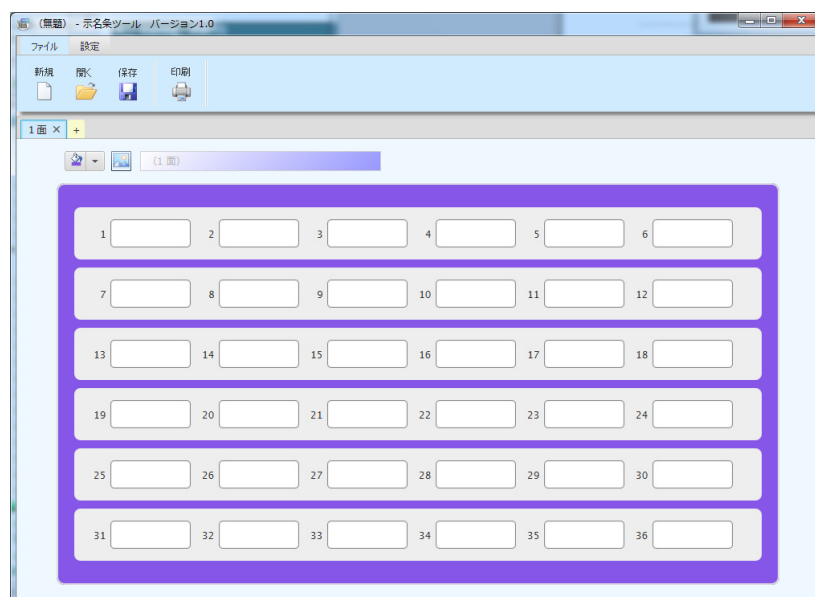 (無題) - 示名条ツール バージョン1.0
ファイル 設定
新規 開く 保存 印刷
1面 × +
(1 面)
1 2 3 4 5 6
7 8 9 10 11 12
13 14 15 16 17 18
19 20 21 22 23 24
25 26 27 28 29 30
31 32 33 34 35 36